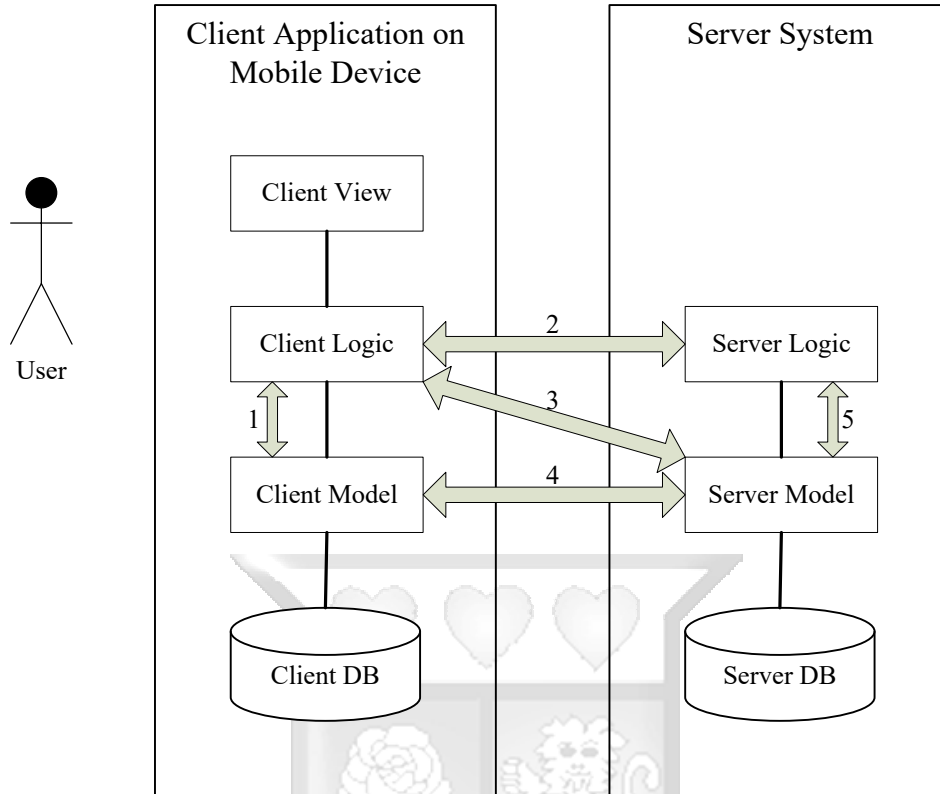 Client Application on
Mobile Device
Server System
Client View
User
Client Logic
2
Server Logic
1
3
5
Client Model
4
Server Model
Client DB
Server DB